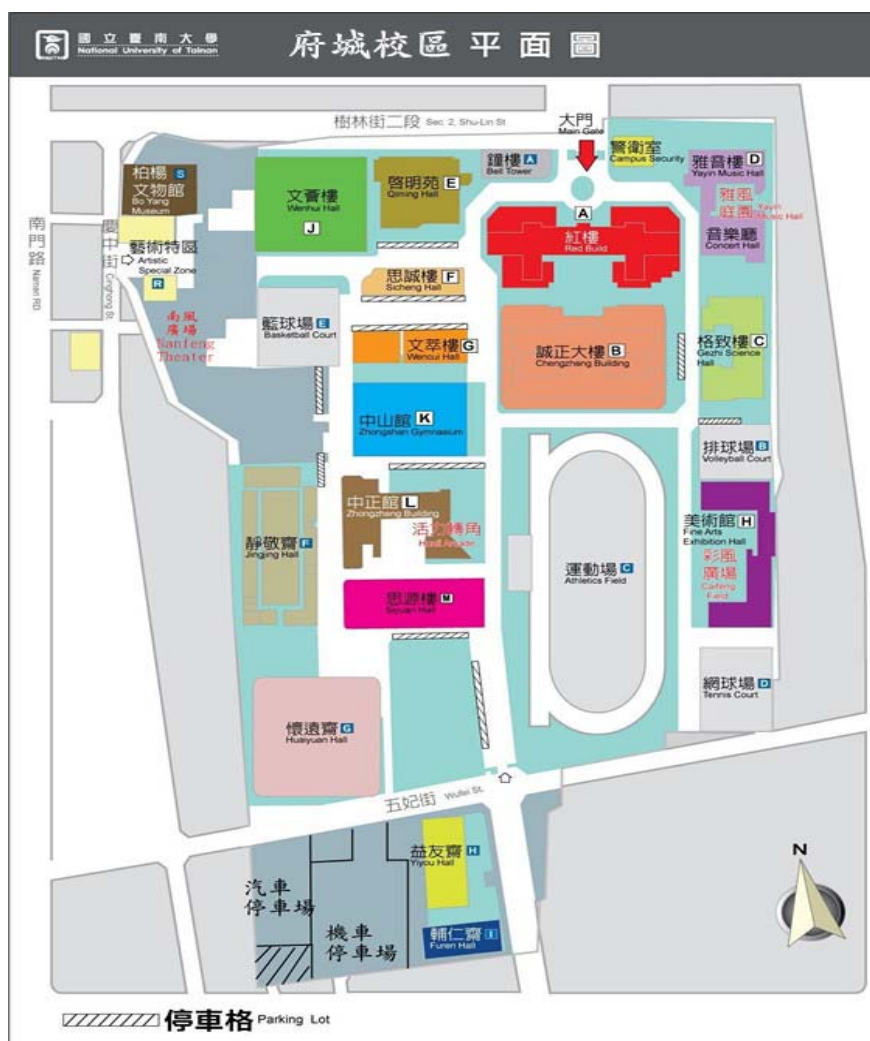 國立臺南大學
National University of Tainan
府城校區平面圖
樹林街二段 Sec. 2, Shu-Lin St
大門
Main Gate
警衛室
Campus Security
鐘樓 A
Bell Tower
雅音樓 D
Yayin Music Hall
雅風
庭園 Yayin
Music Hall
音樂廳
Concert Hall
柏楊 S
文物館
Bo Yang
Museum
文薈樓
Wenhui Hall
J
啓明苑 E
Qiming Hall
A
紅樓
Red Build
南門路
Nanmen RD
慶中街
藝術特區
Artistic
Special Zone
R
思誠樓 F
Sicheng Hall
南風
廣場
Nanfeng
Theater
籃球場 E
Basketball Court
文萃樓 G
Wencui Hall
誠正大樓 B
Chengzheng Building
格致樓 C
Gezhi Science
Hall
中山館 K
Zhongshan Gymnasium
排球場 B
Volleyball Court
中正館 L
Zhongzheng Building
活力轉角
美術館 H
Fine Arts
Exhibition Hall
彩風
廣場
Caifeng
Field
靜敬齋 F
Jingjing Hall
運動場 C
Athletics Field
思源樓 M
Siyuan Hall
網球場 D
Tennis Court
懷遠齋 G
Huaiyuan Hall
五妃街 Wufei St.
益友齋 H
Yiyou Hall
汽車
停車場
機車
停車場
輔仁齋 I
Furen Hall
N
停車格 Parking Lot